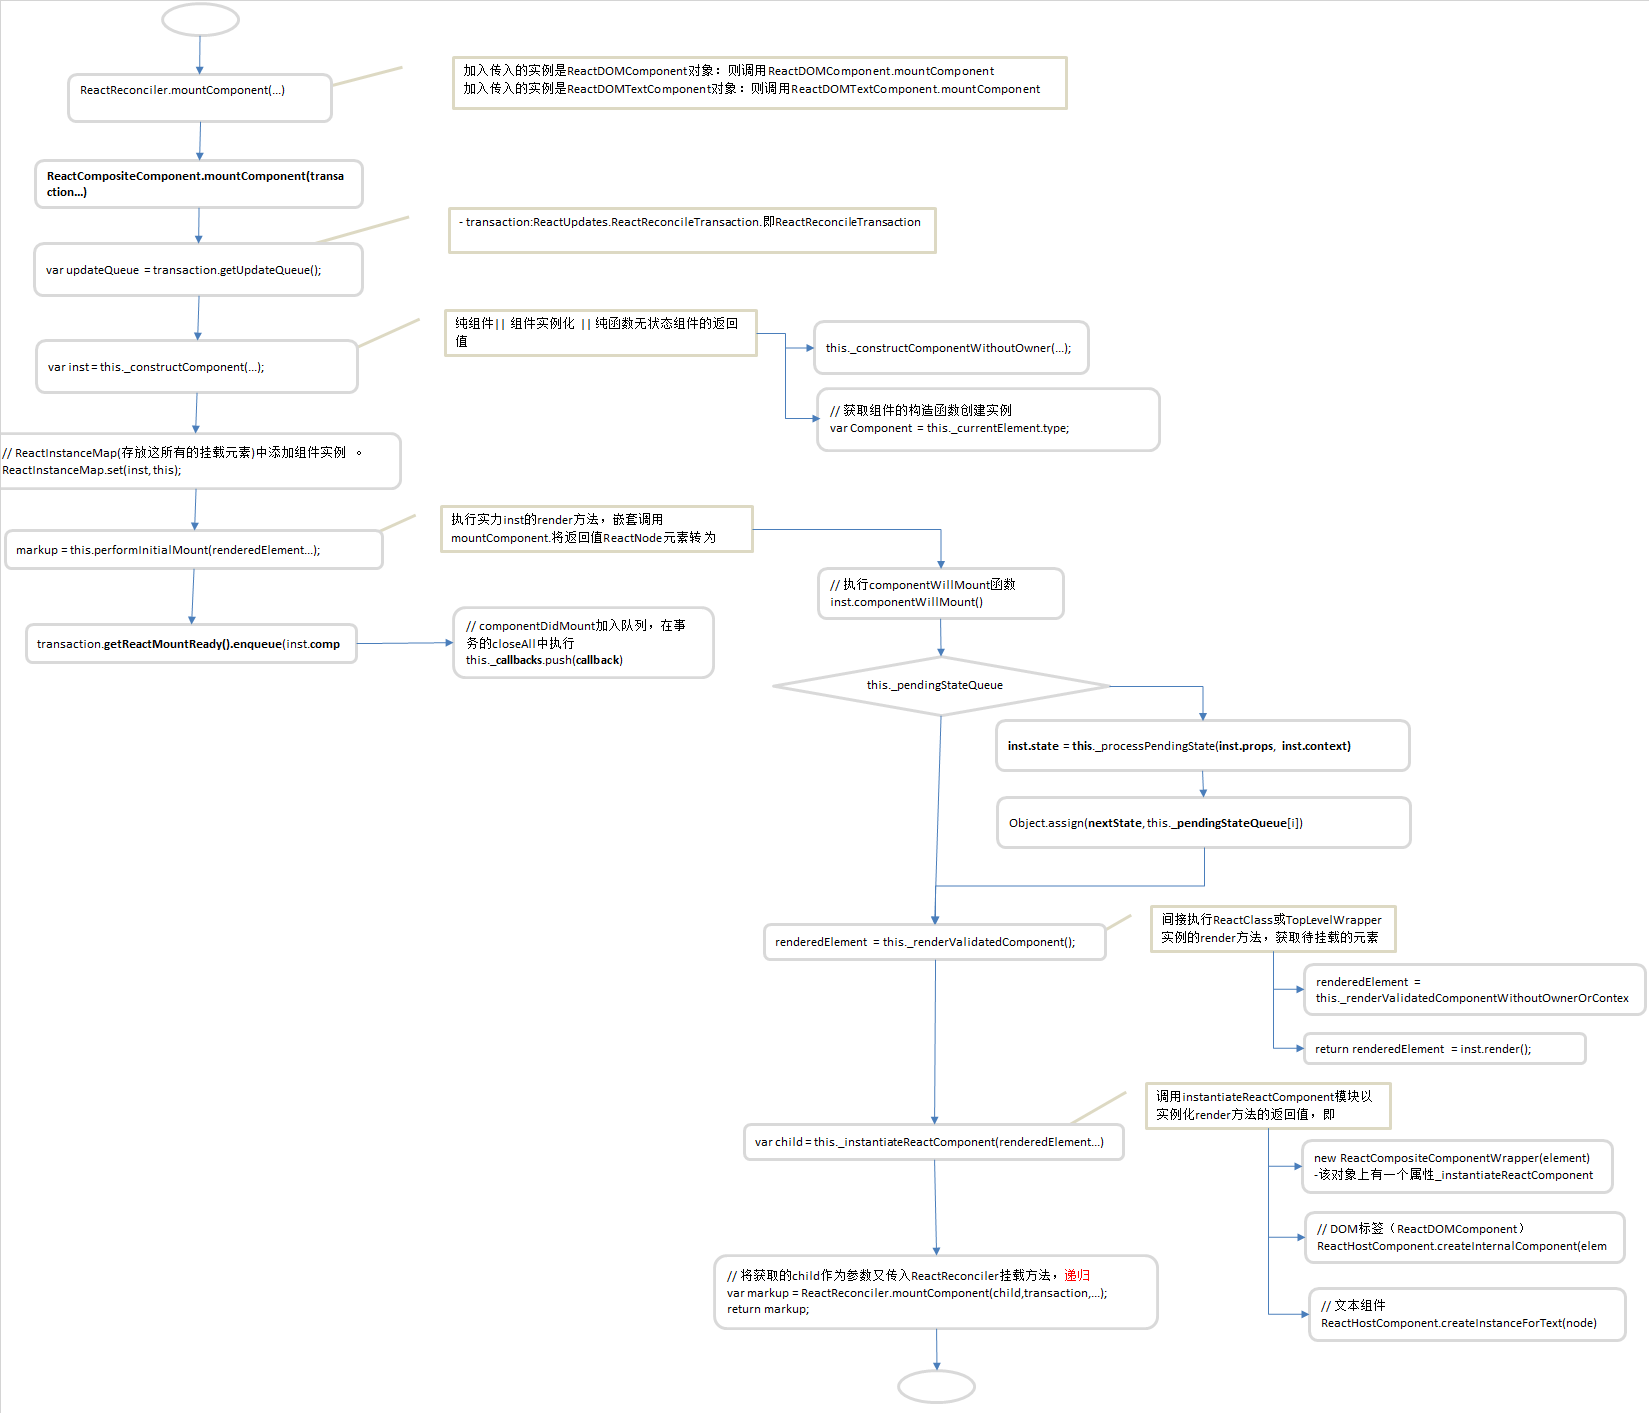 ReactReconciler.mountComponent(...)
加入传入的实例是ReactDOMComponent对象：则调用ReactDOMComponent.mountComponent
加入传入的实例是ReactDOMTextComponent对象：则调用ReactDOMTextComponent.mountComponent
ReactCompositeComponent.mountComponent(transa
ction...)
- transaction:ReactUpdates.ReactReconcileTransaction.即ReactReconcileTransaction
var updateQueue = transaction.getUpdateQueue();
纯组件|| 组件实例化 ||纯函数无状态组件的返回
值
this._constructComponentWithoutOwner(...);
var inst = this._constructComponent(...);
// 获取组件的构造函数创建实例
var Component = this._currentElement.type;
// ReactInstanceMap(存放这所有的挂载元素)中添加组件实例 。
ReactInstanceMap.set(inst, this);
执行实力inst的render方法，嵌套调用
mountComponent.将返回值ReactNode元素转为
markup = this.performInitialMount(renderedElement...);
// 执行componentWillMount函数
inst.componentWillMount()
transaction.getReactMountReady().enqueue(inst.comp
// componentDidMount加入队列，在事
务的closeAll中执行
this._callbacks.push(callback)
this._pendingStateQueue
inst.state = this._processPendingState(inst.props, inst.context)
Object.assign(nextState, this._pendingStateQueue[i])
renderedElement = this._renderValidatedComponent();
间接执行ReactClass或TopLevelWrapper
实例的render方法，获取待挂载的元素
renderedElement =
this._renderValidatedComponentWithoutOwnerOrContex
return renderedElement = inst.render();
调用instantiateReactComponent模块以
实例化render方法的返回值，即
var child = this._instantiateReactComponent(renderedElement...)
new ReactCompositeComponentWrapper(element)
-该对象上有一个属性_instantiateReactComponent
// DOM标签（ReactDOMComponent）
ReactHostComponent.createInternalComponent(elem
// 将获取的child作为参数又传入ReactReconciler挂载方法，递归
var markup = ReactReconciler.mountComponent(child,transaction,...);
return markup;
// 文本组件
ReactHostComponent.createInstanceForText(node)